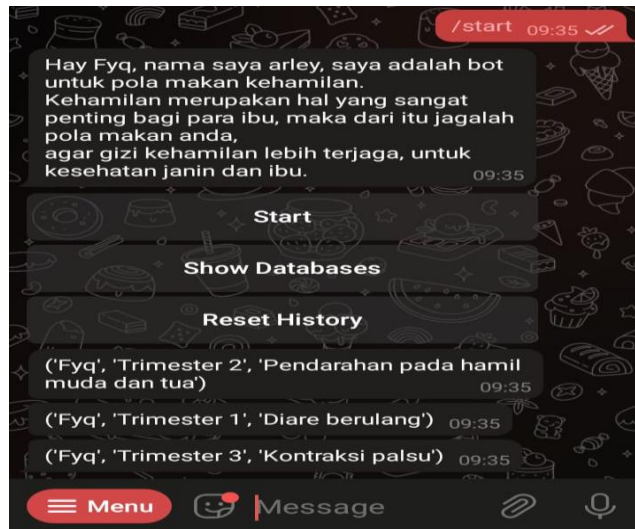 /start 09:35
Hay Fyq, nama saya arley, saya adalah bot
untuk pola makan kehamilan.
Kehamilan merupakan hal yang sangat
penting bagi para ibu, maka dari itu jagalah
pola makan anda,
agar gizi kehamilan lebih terjaga, untuk
kesehatan janin dan ibu. 09:35
Start
Show Databases
Reset History
('Fyq', 'Trimester 2', 'Pendarahan pada hamil
muda dan tua') 09:35
('Fyq', 'Trimester 1', 'Diare berulang') 09:35
('Fyq', 'Trimester 3', 'Kontraksi palsu') 09:35
Menu Message